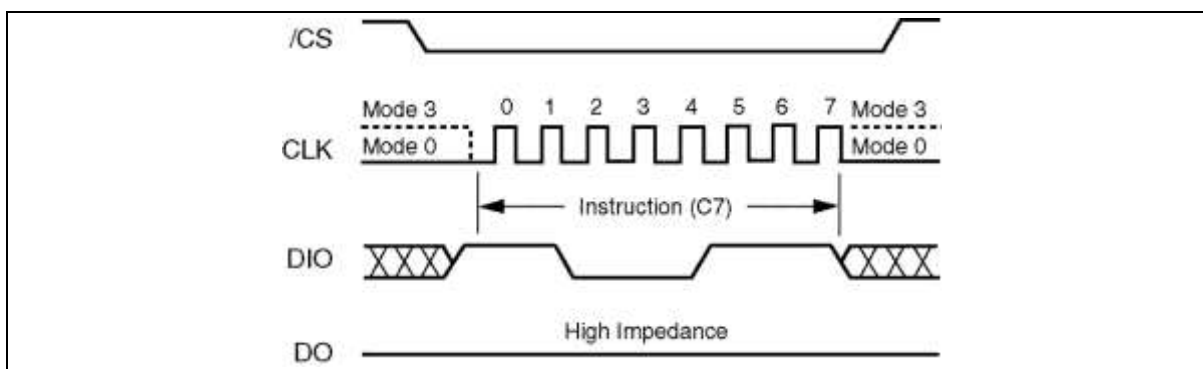 /CS
Mode 3 0 1 2 3 4 5 6 7 Mode 3
CLK Mode 0 Mode 0
Instruction (C7)
DIO
High Impedance
DO